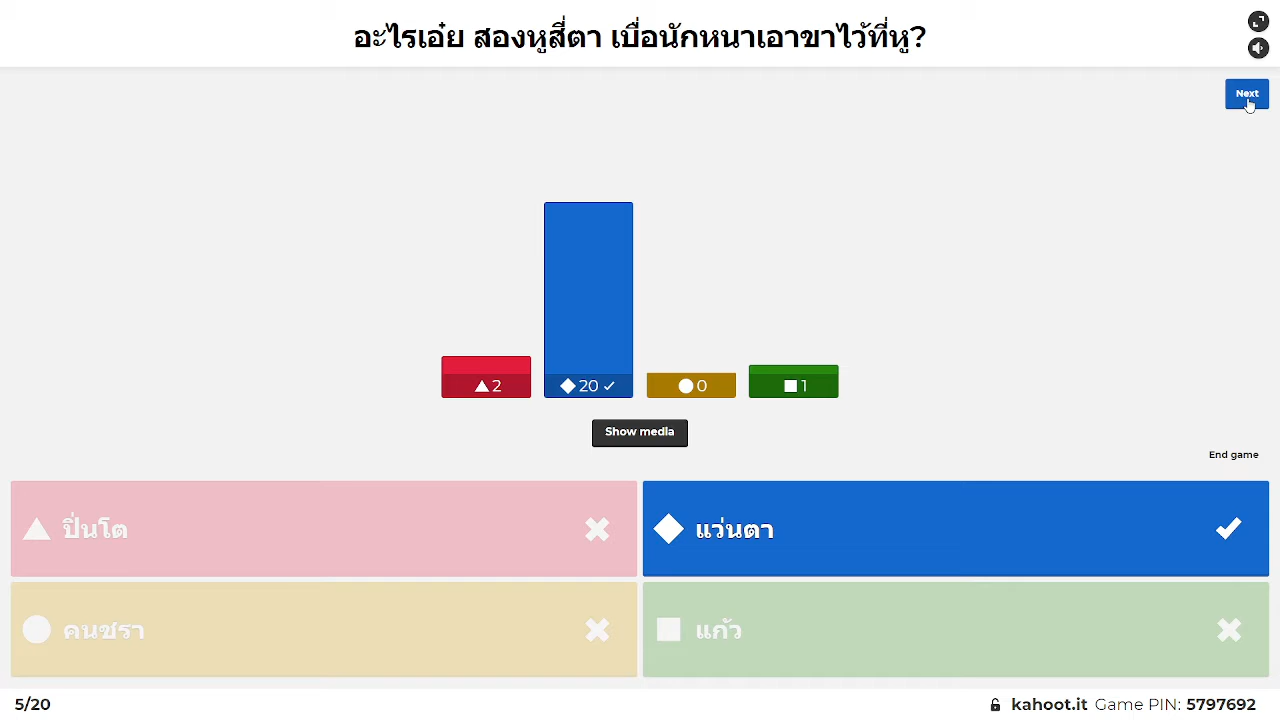 อะไรเอ่ย สองหูสี่ตา เบื่อนักหนาเอาขาไว้ที่หู?
Next
2
20
0
1
Show media
End game
ปิ่นโต
แว่นตา
คนชรา
แก้ว
5/20
kahoot.it Game PIN: 5797692